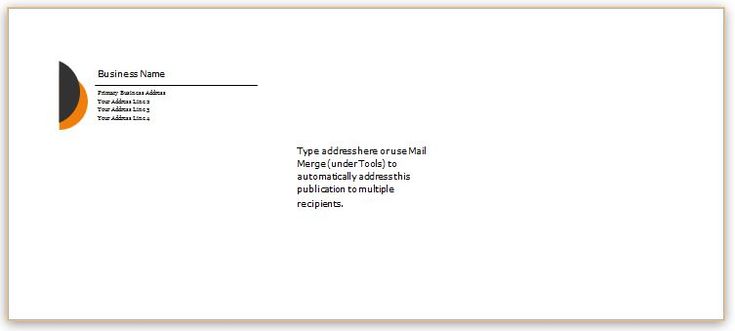 Business Name
Primary Business Address
Your Address Line 2
Your Address Line 3
Your Address Line 4
Type address here or use Mail
Merge (under Tools) to
automatically address this
publication to multiple
recipients.